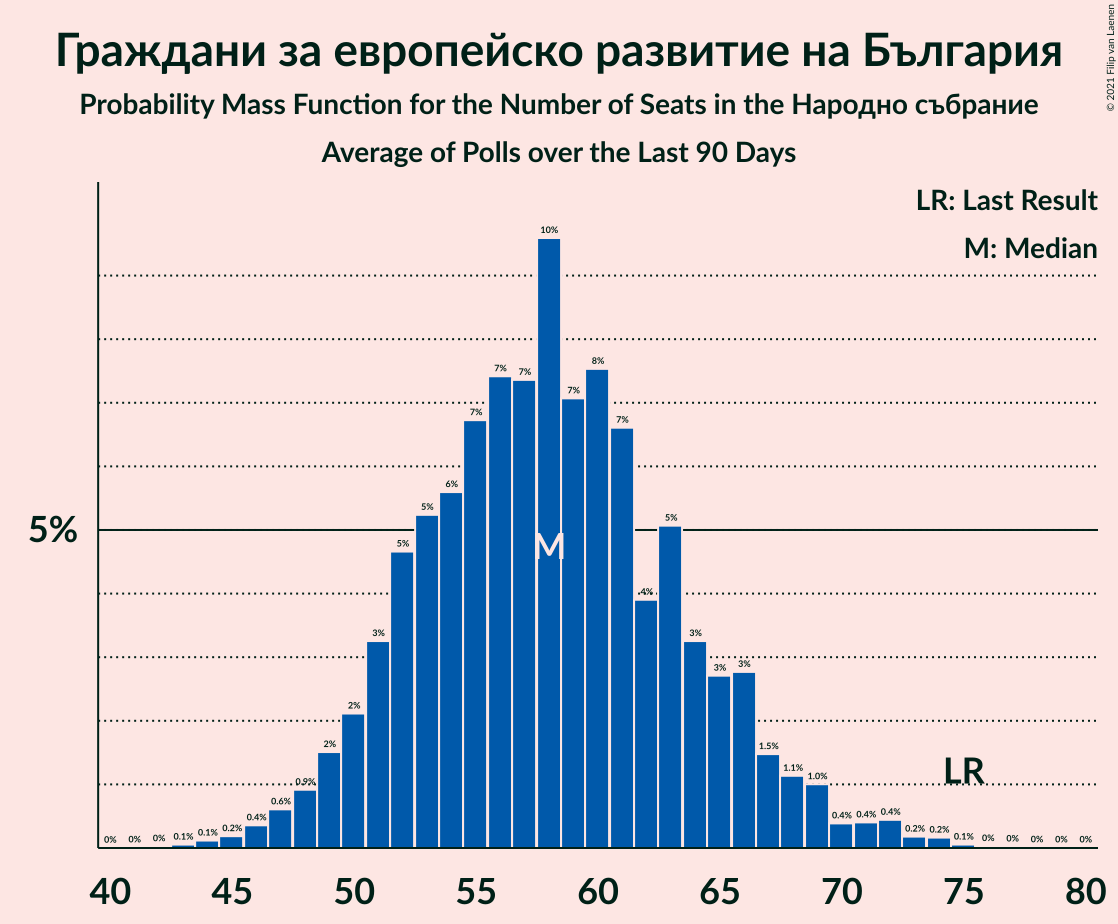 Граждани за европейско развитие на България
Probability Mass Function for the Number of Seats in the Народно събрание
Average of Polls over the Last 90 Days
© 2021 Filip van Laenen
LR: Last Result
M: Median
5%
0% 0% 0% 0.1% 0.1% 0.2% 0.4% 0.6% 0.9% 2% 2% 3% 5% 5% 6% 7% 7% 7% 10% 7% 8% 7% 4% 5% 3% 3% 3% 1.5% 1.1% 1.0% 0.4% 0.4% 0.4% 0.2% 0.2% 0.1% 0% 0% 0% 0% 0%
M
LR
40 45 50 55 60 65 70 75 80